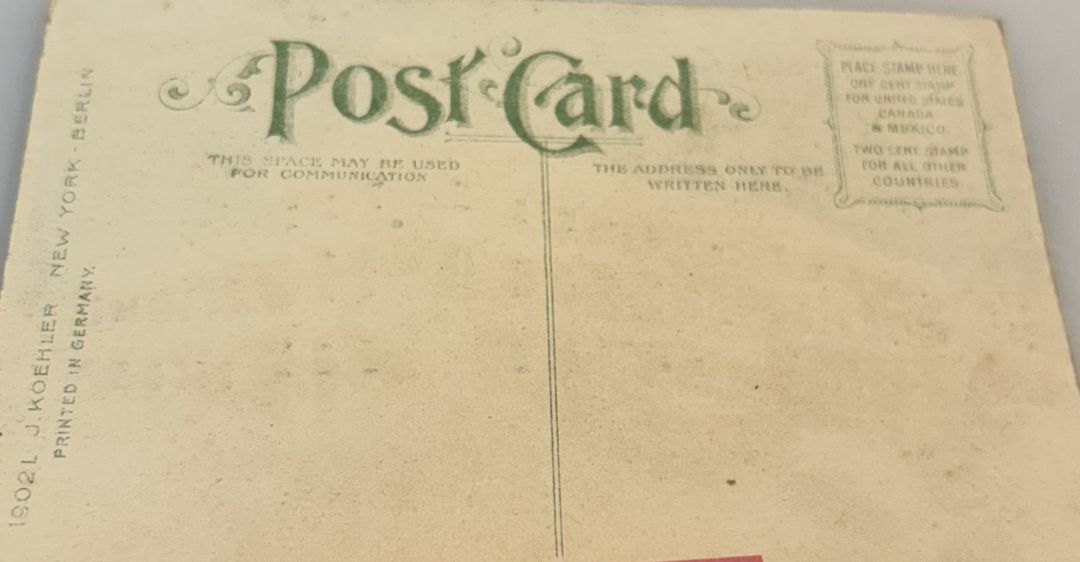 Post Card
THIS SPACE MAY BE USED
FOR COMMUNICATION
THE ADDRESS ONLY TO BE
WRITTEN HERE.
PLACE STAMP HERE
ONE CENT STAMP
FOR UNITED STATES
CANADA
& MEXICO.
TWO CENT STAMP
FOR ALL OTHER
COUNTRIES
1902L J. KOEHLER NEW YORK - BERLIN
PRINTED IN GERMANY.